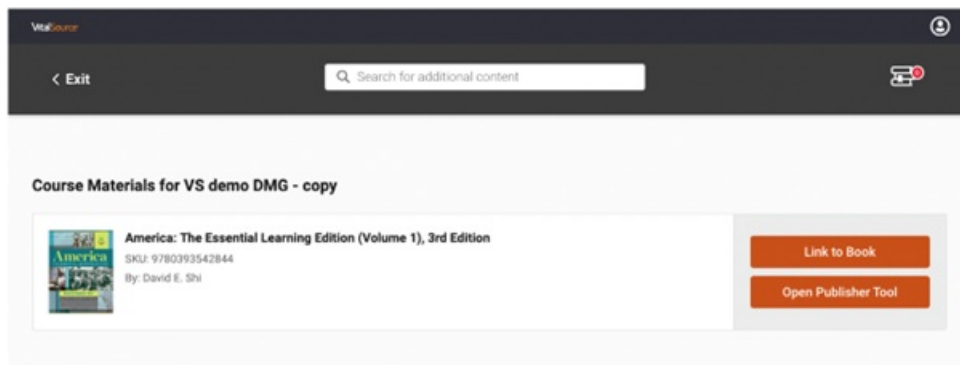 VitalSource
< Exit
Search for additional content
Course Materials for VS demo DMG - copy
America
America: The Essential Learning Edition (Volume 1), 3rd Edition
SKU: 9780393542844
By: David E. Shi
Link to Book
Open Publisher Tool